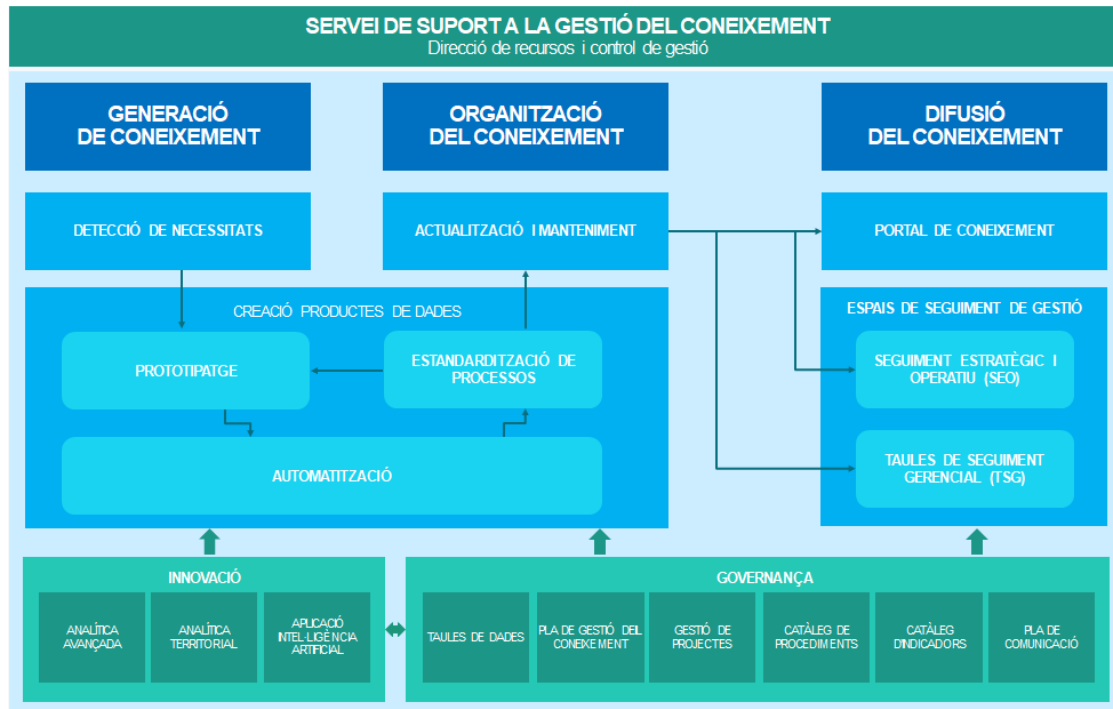 SERVEI DE SUPORT A LA GESTIÓ DEL CONEIXEMENT
Direcció de recursos i control de gestió
GENERACIÓ
DE CONEIXEMENT
ORGANITZACIÓ
DEL CONEIXEMENT
DIFUSIÓ
DEL CONEIXEMENT
DETECCIÓ DE NECESSITATS
ACTUALITZACIÓ I MANTENIMENT
PORTAL DE CONEIXEMENT
CREACIÓ PRODUCTES DE DADES
PROTOTIPATGE
ESTANDARDITZACIÓ DE
PROCESSOS
AUTOMATITZACIÓ
ESPAIS DE SEGUIMENT DE GESTIÓ
SEGUIMENT ESTRATÈGIC I
OPERATIU (SEO)
TAULES DE SEGUIMENT
GERENCIAL (TSG)
INNOVACIÓ
ANALÍTICA
AVANÇADA
ANALÍTICA
TERRITORIAL
APLICACIÓ
INTEL·LIGÈNCIA
ARTIFICIAL
GOVERNANÇA
TAULES DE DADES
PLA DE GESTIÓ DEL
CONEIXEMENT
GESTIÓ DE
PROJECTES
CATÀLEG DE
PROCEDIMENTS
CATÀLEG
D'INDICADORS
PLA DE
COMUNICACIÓ